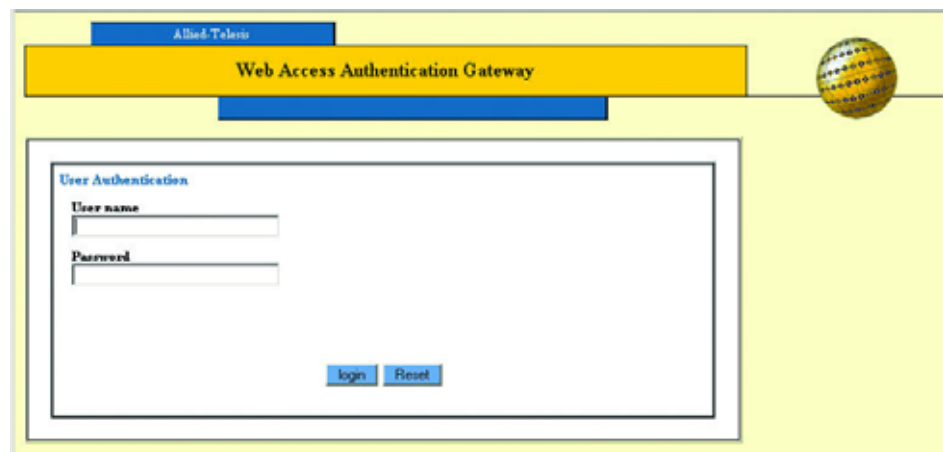 Allied-Telesis
Web Access Authentication Gateway
User Authentication
User name
Password
login Reset